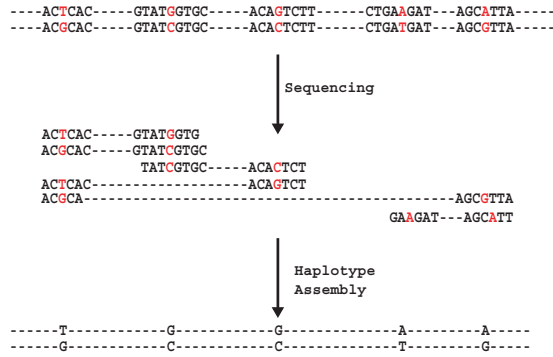 ----ACTCAC-----GTATGGTGC-----ACAGTCTT------CTGAAGAT---AGCATTA-----
----ACGCAC-----GTATCGTGC-----ACACTCTT------CTGATGAT---AGCGTTA-----
Sequencing
ACTCAC-----GTATGGTG
ACGCAC-----GTATCGTGC
TATCGTGC-----ACACTCT
ACTCAC--------------------ACAGTCT
ACGCA-----------------------------------------------AGCGTTA
GAAGAT---AGCATT
Haplotype
Assembly
------T------------G------------G--------------A---------A------
------G------------C------------C--------------T---------G------